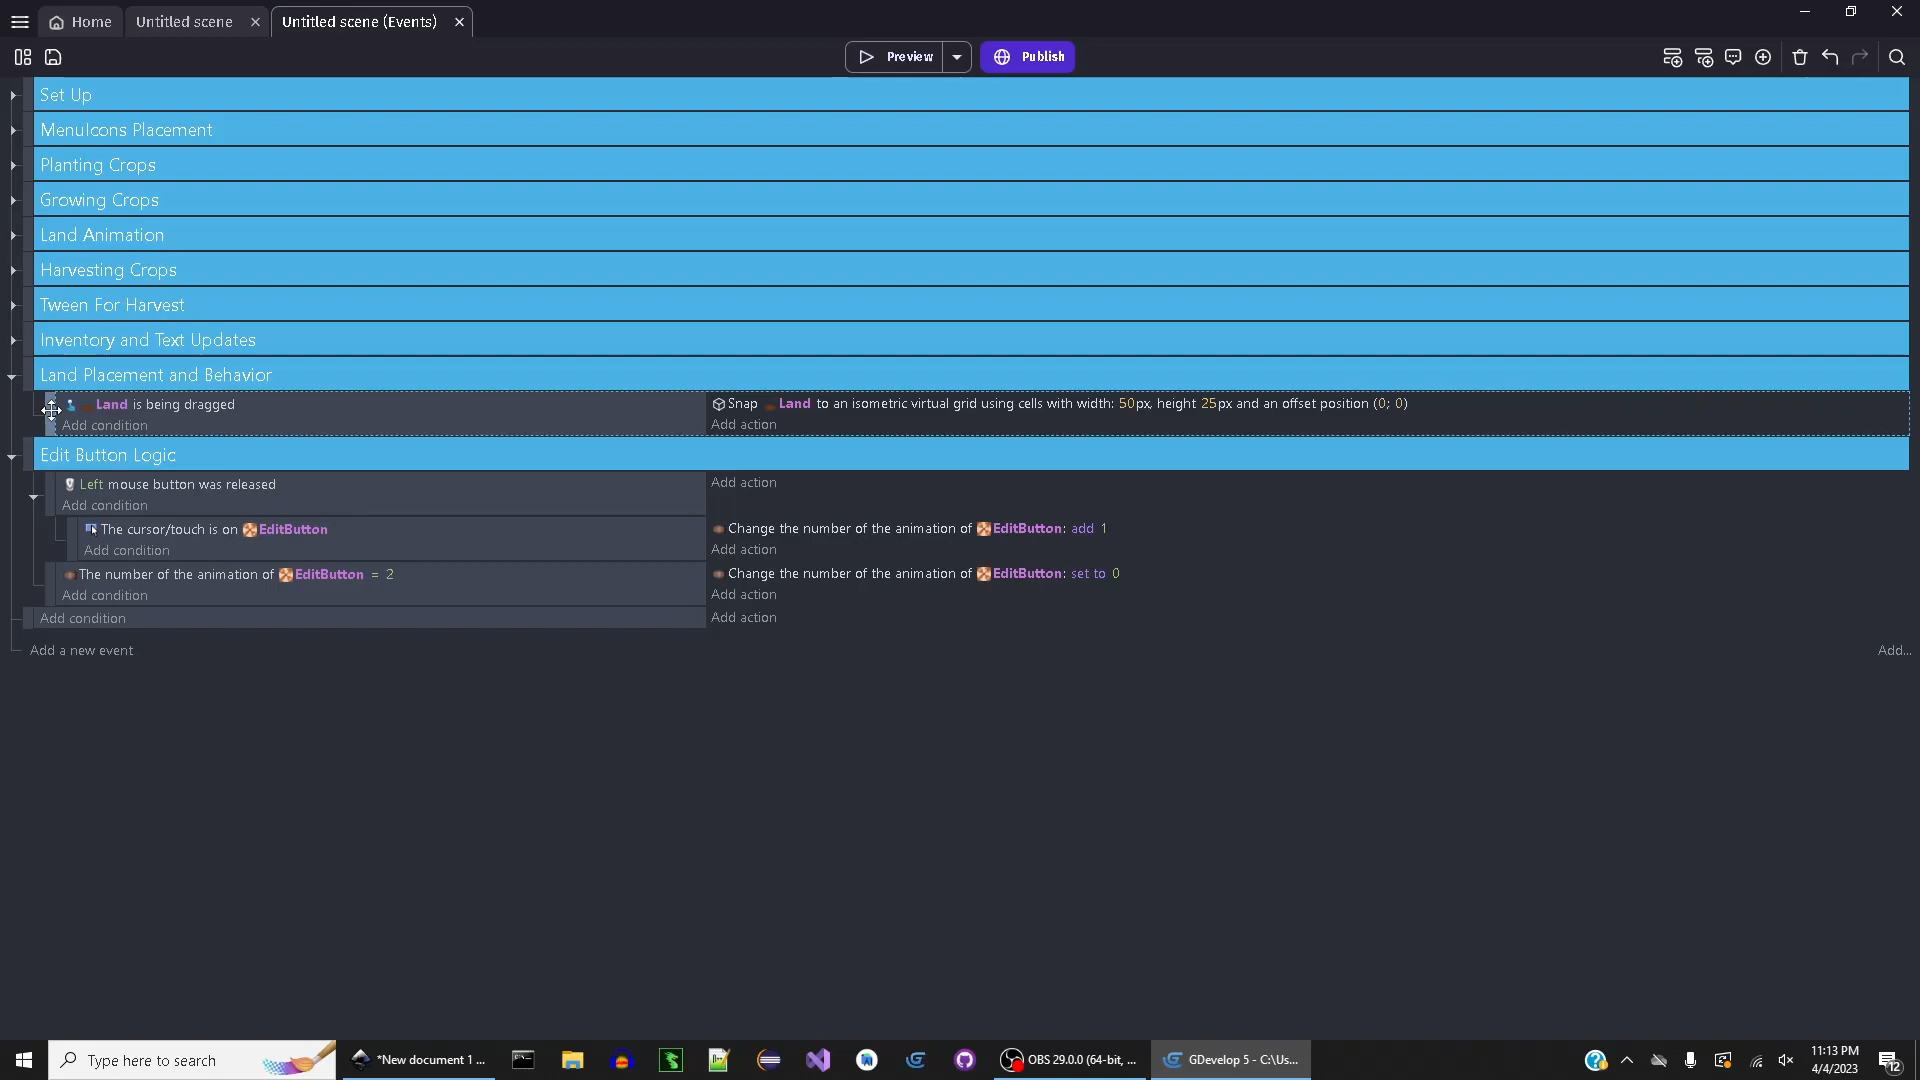 Home
Untitled scene
Untitled scene (Events)
Preview
Publish
Set Up
MenuIcons Placement
Planting Crops
Growing Crops
Land Animation
Harvesting Crops
Tween For Harvest
Inventory and Text Updates
Land Placement and Behavior
Land is being dragged
Add condition
Snap Land to an isometric virtual grid using cells with width: 50px, height 25px and an offset position (0; 0)
Add action
Edit Button Logic
Left mouse button was released
Add condition
Add action
The cursor/touch is on EditButton
Add condition
Change the number of the animation of EditButton: add 1
Add action
The number of the animation of EditButton = 2
Add condition
Change the number of the animation of EditButton: set to 0
Add action
Add condition
Add action
Add a new event
Add...
Type here to search
*New document 1 ...
OBS 29.0.0 (64-bit, ...
GDevelop 5 - C:\Us...
11:13 PM
4/4/2023
12